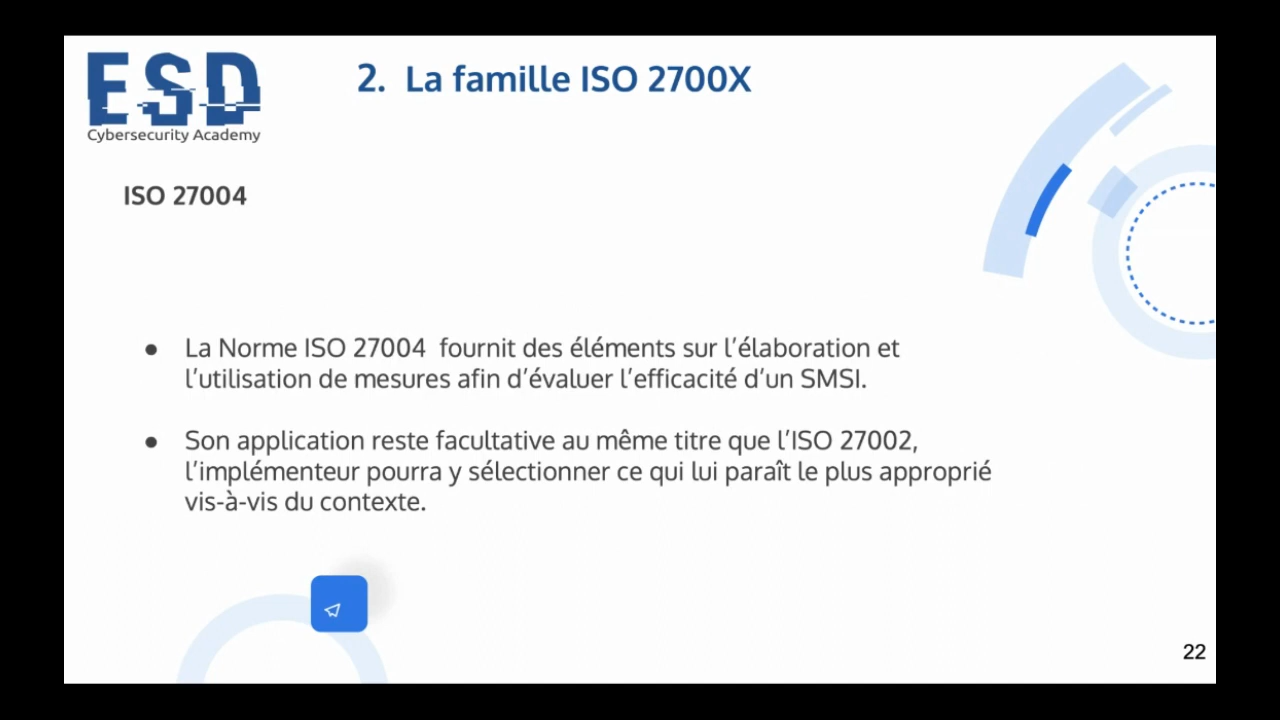 ESD
Cybersecurity Academy
2. La famille ISO 2700X
ISO 27004
● La Norme ISO 27004 fournit des éléments sur l’élaboration et
l’utilisation de mesures afin d’évaluer l’efficacité d’un SMSI.
● Son application reste facultative au même titre que l’ISO 27002,
l’implémenteur pourra y sélectionner ce qui lui paraît le plus approprié
vis-à-vis du contexte.
22